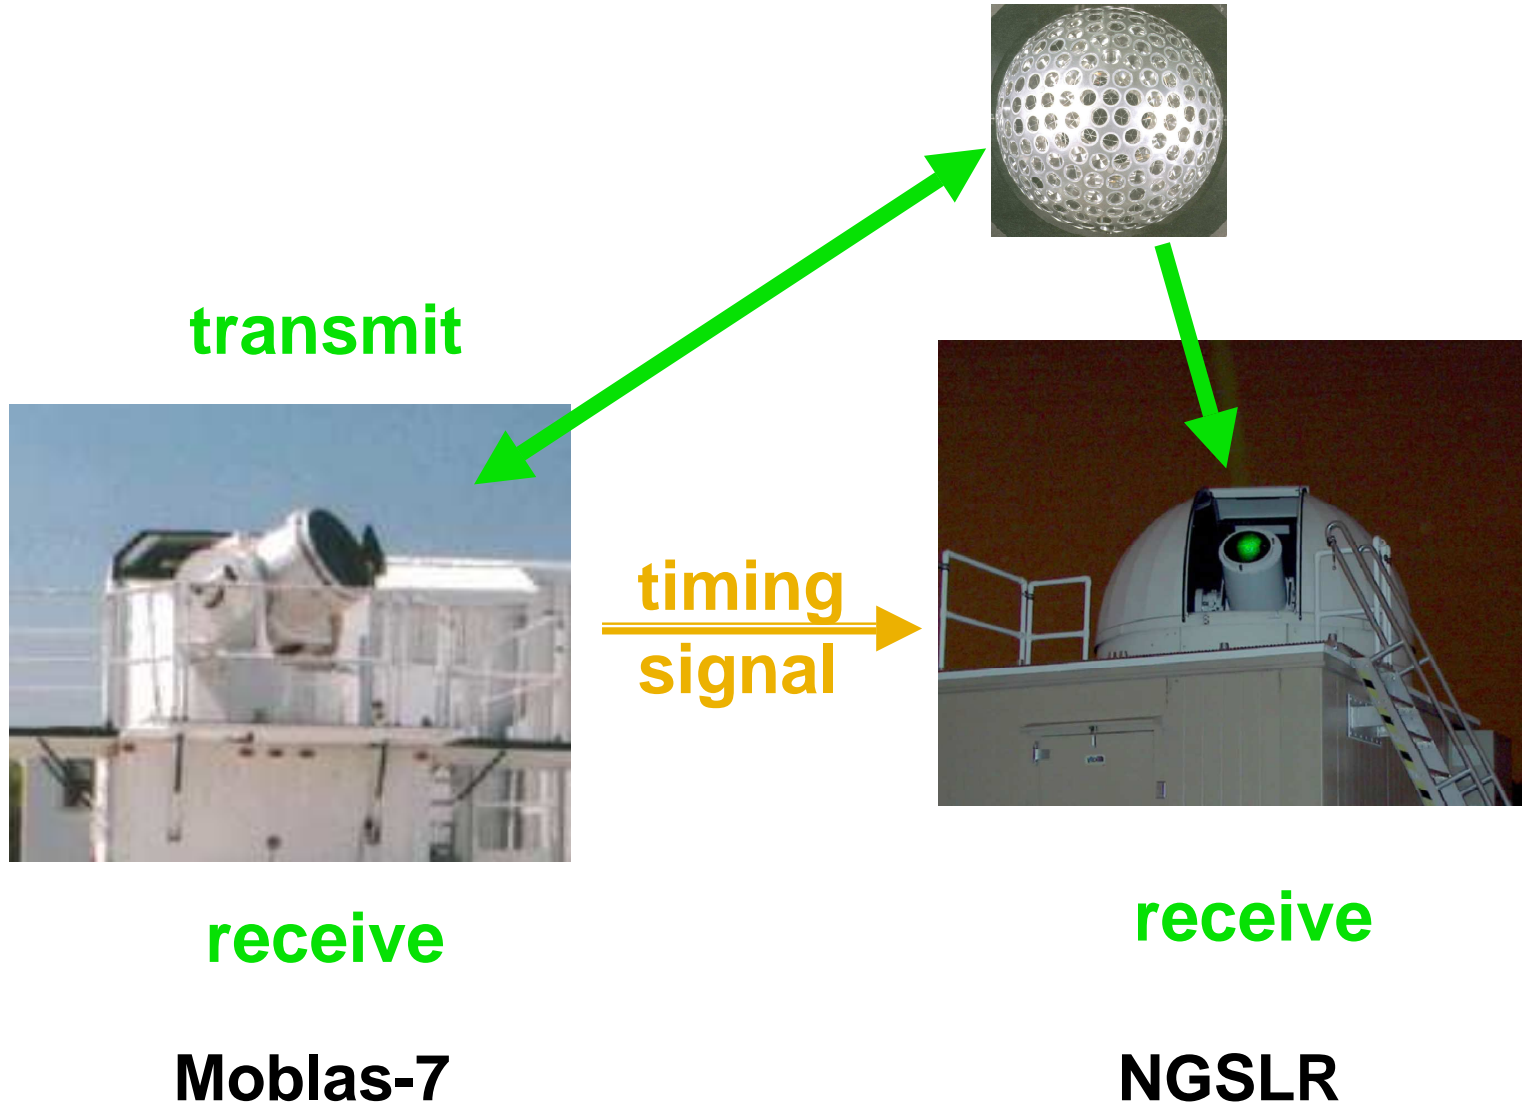 transmit
timing
signal
receive
receive
Moblas-7
NGSLR